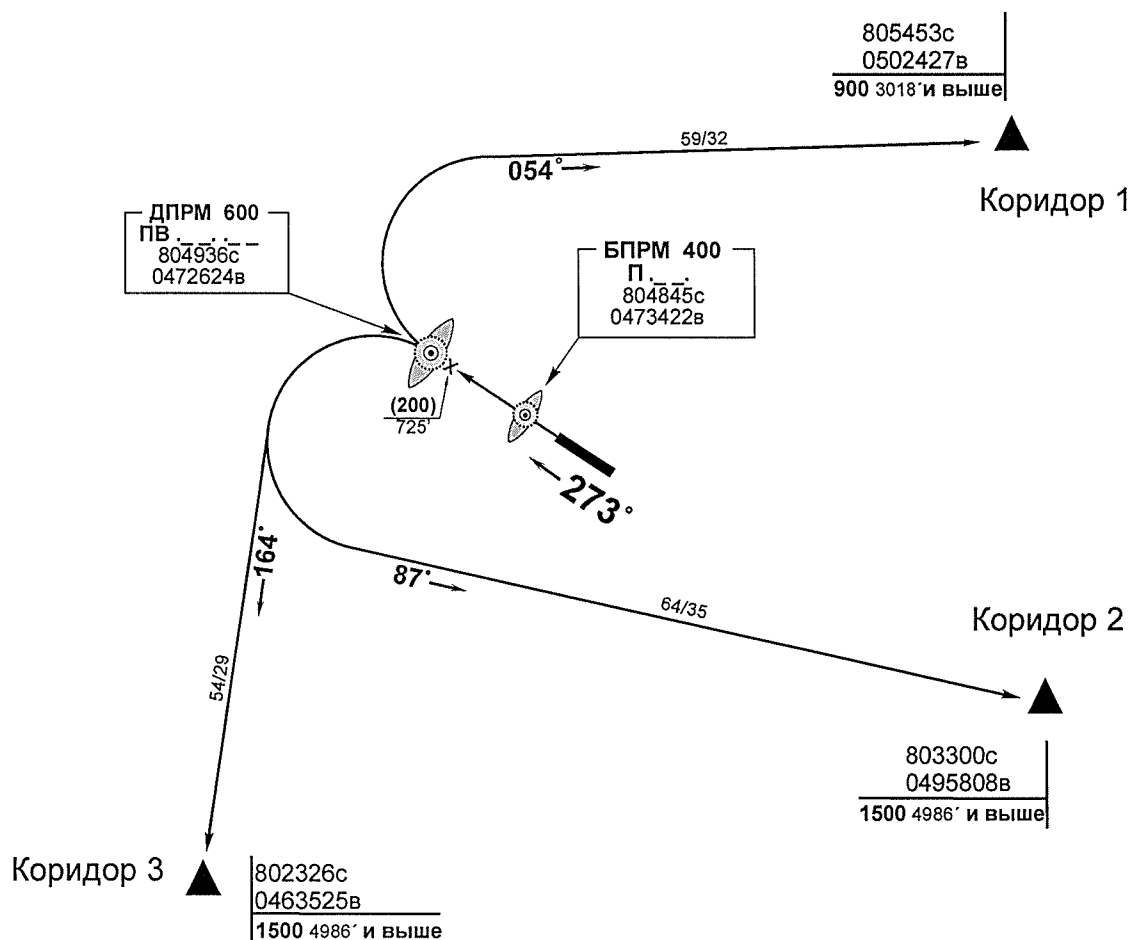 805453с
0502427в
900 3018´и выше
59/32
054°
Коридор 1
ДПРМ 600
ПВ ._ _. ._ _
804936с
0472624в
БПРМ 400
П ._ _.
804845с
0473422в
(200)
725'
273°
164°
87°
64/35
Коридор 2
54/29
803300с
0495808в
1500 4986´ и выше
Коридор 3
802326с
0463525в
1500 4986´ и выше